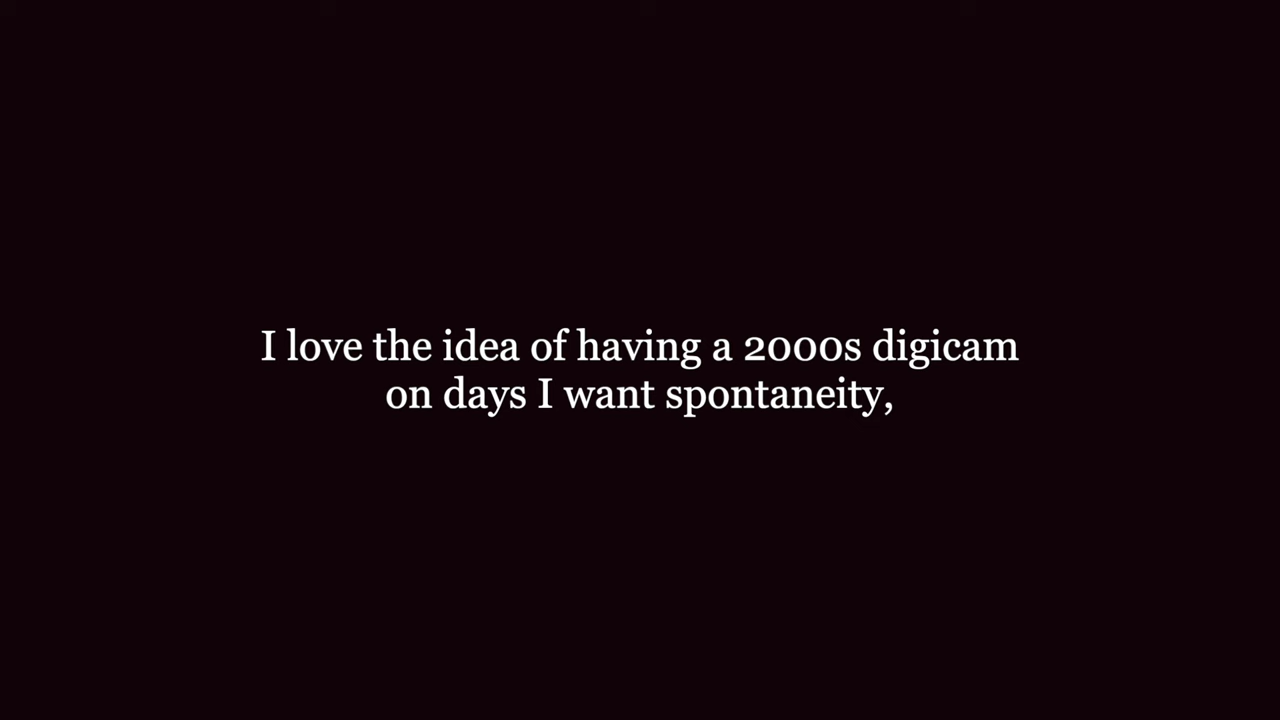 I love the idea of having a 2000s digicam
on days I want spontaneity,